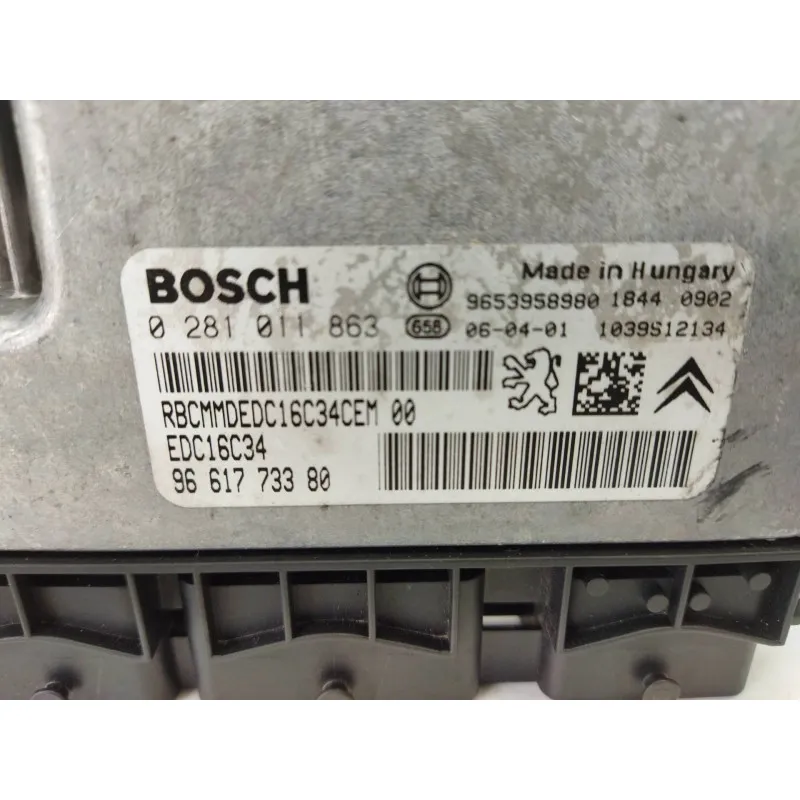 BOSCH
Made in Hungary
9653958980 1844 0902
0 281 011 863 658 06-04-01 1039S12134
RBCMMDEDC16C34CEM 00
EDC16C34
96 617 733 80